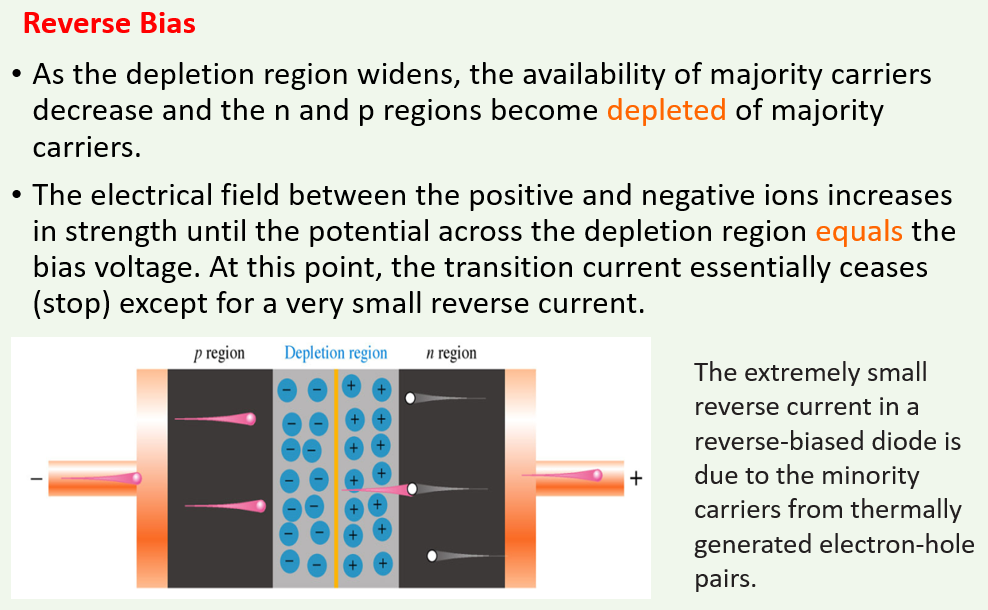 Reverse Bias
• As the depletion region widens, the availability of majority carriers
decrease and the n and p regions become depleted of majority
carriers.
• The electrical field between the positive and negative ions increases
in strength until the potential across the depletion region equals the
bias voltage. At this point, the transition current essentially ceases
(stop) except for a very small reverse current.
p region Depletion region n region
− +
The extremely small
reverse current in a
reverse-biased diode is
due to the minority
carriers from thermally
generated electron-hole
pairs.